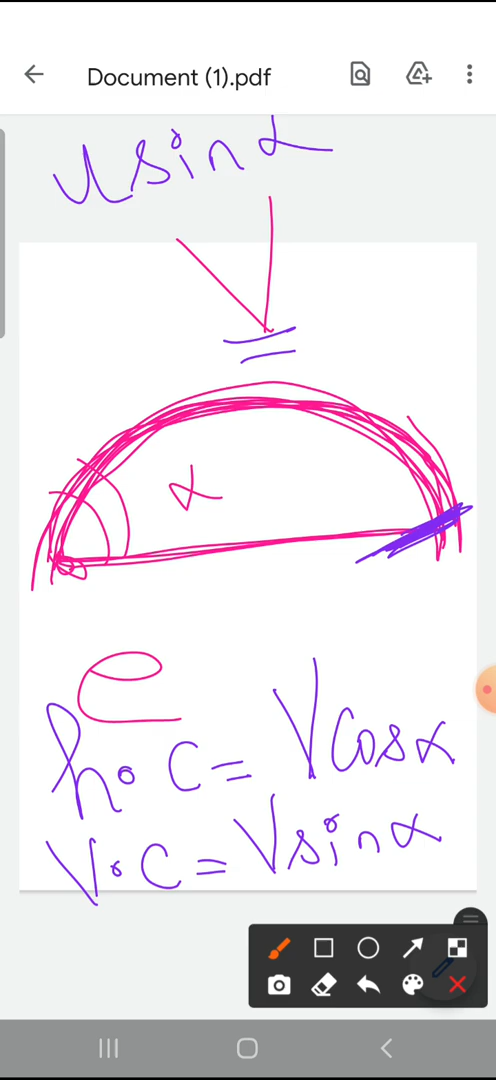 Document (1).pdf
usinα
V
α
e
h.c = Vcosα
V.c = Vsinα